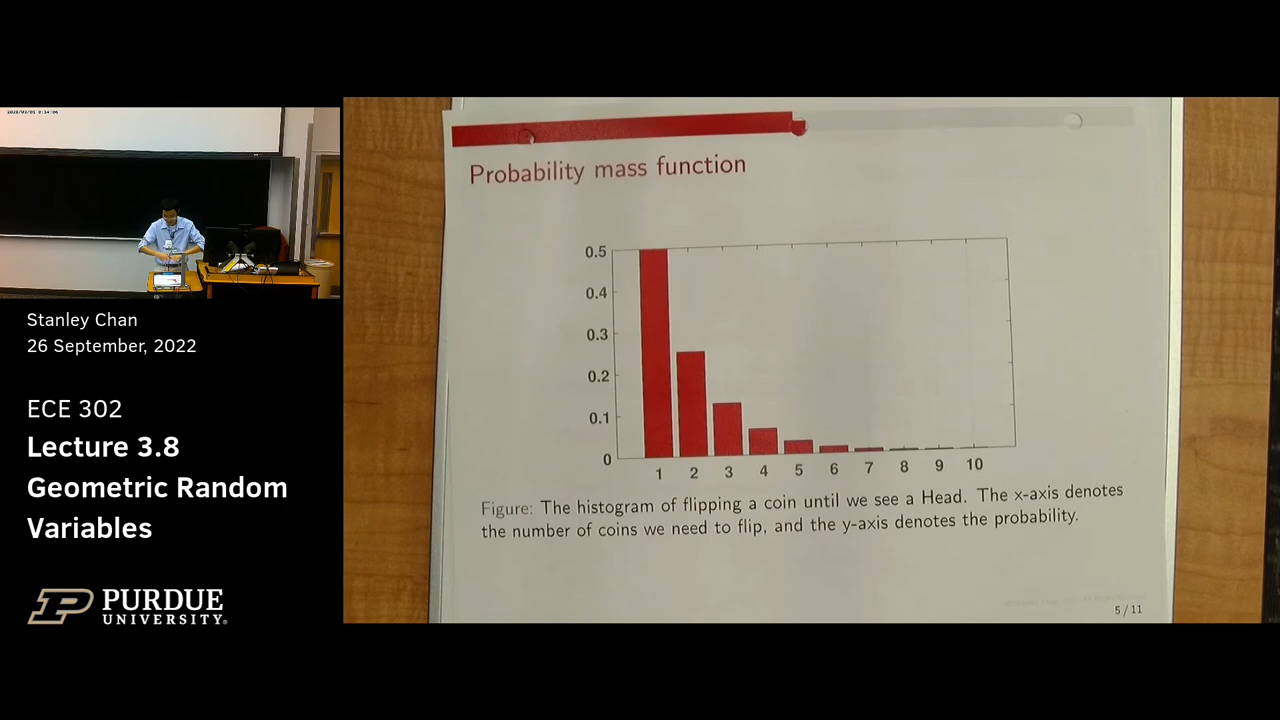 Stanley Chan
26 September, 2022
ECE 302
Lecture 3.8
Geometric Random
Variables
PURDUE
UNIVERSITY
Probability mass function
0.5
0.4
0.3
0.2
0.1
0
1 2 3 4 5 6 7 8 9 10
Figure: The histogram of flipping a coin until we see a Head. The x-axis denotes
the number of coins we need to flip, and the y-axis denotes the probability.
5 / 11